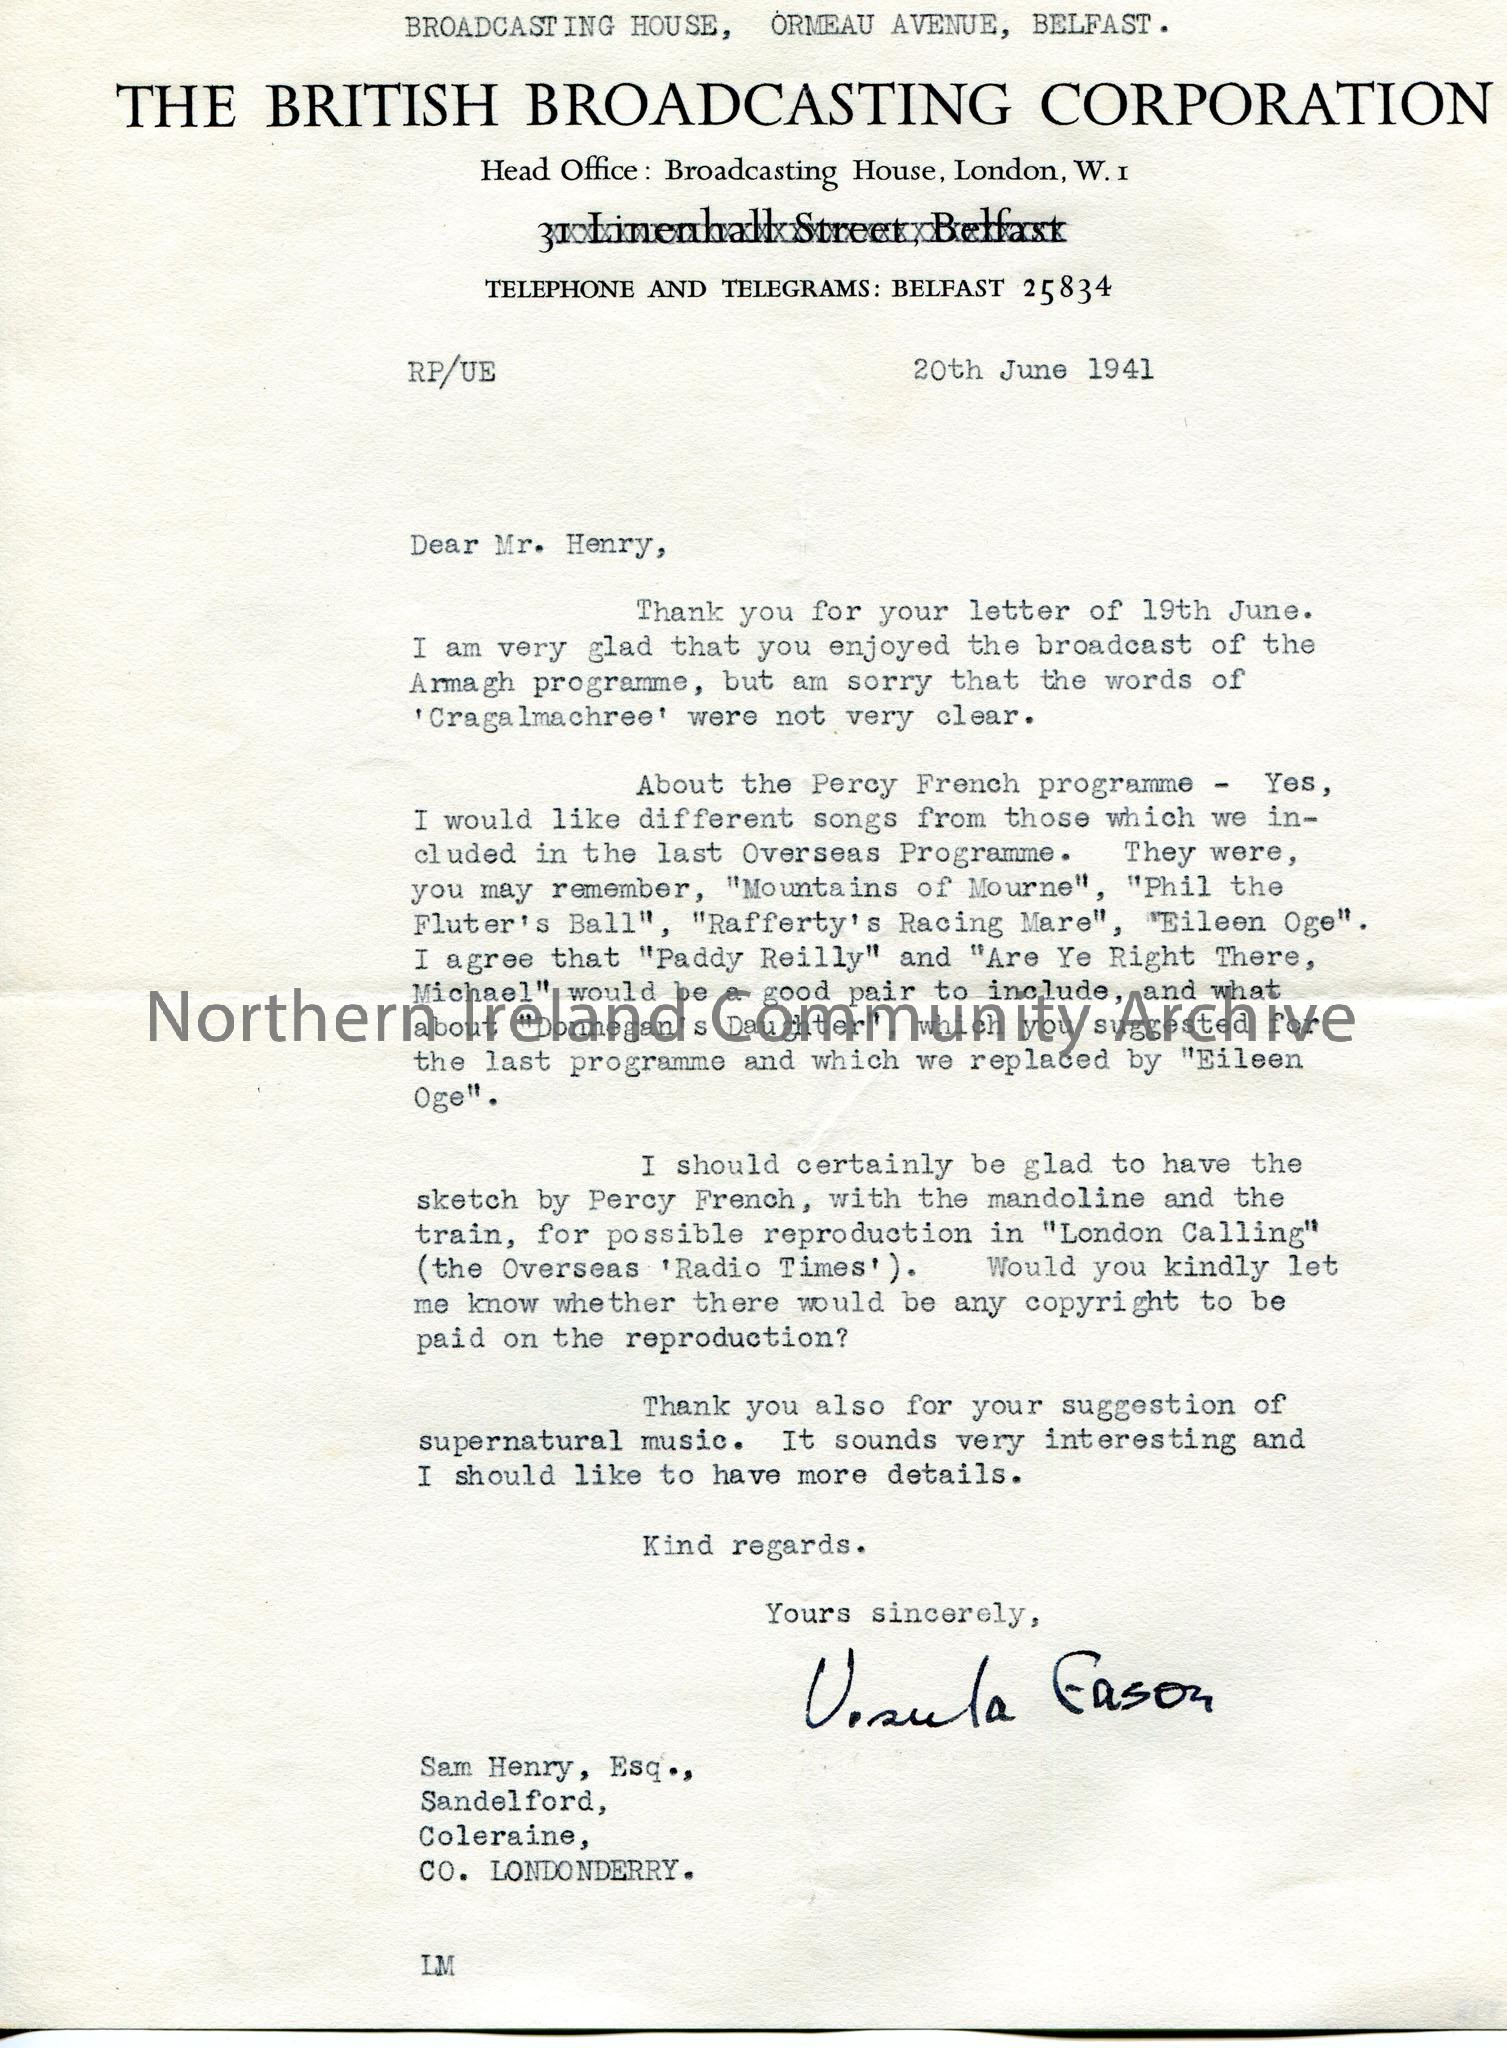 BROADCASTING HOUSE, ORMEAU AVENUE, BELFAST.
THE BRITISH BROADCASTING CORPORATION
Head Office: Broadcasting House, London, W. 1
31 Linenhall Street, Belfast
TELEPHONE AND TELEGRAMS: BELFAST 25834
RP/UE 20th June 1941
Dear Mr. Henry,
Thank you for your letter of 19th June.
I am very glad that you enjoyed the broadcast of the
Armagh programme, but am sorry that the words of
'Cragalmachree' were not very clear.
About the Percy French programme - Yes,
I would like different songs from those which we in-
cluded in the last Overseas Programme. They were,
you may remember, "Mountains of Mourne", "Phil the
Fluter's Ball", "Rafferty's Racing Mare", "Eileen Oge".
I agree that "Paddy Reilly" and "Are Ye Right There,
Michael" would be a good pair to include, and what
about "Donnegan's Daughter", which you suggested for
the last programme and which we replaced by "Eileen
Oge".
Northern Ireland Community Archive
I should certainly be glad to have the
sketch by Percy French, with the mandoline and the
train, for possible reproduction in "London Calling"
(the Overseas 'Radio Times'). Would you kindly let
me know whether there would be any copyright to be
paid on the reproduction?
Thank you also for your suggestion of
supernatural music. It sounds very interesting and
I should like to have more details.
Kind regards.
Yours sincerely,
Ursula Eason
Sam Henry, Esq.,
Sandelford,
Coleraine,
CO. LONDONDERRY.
LM